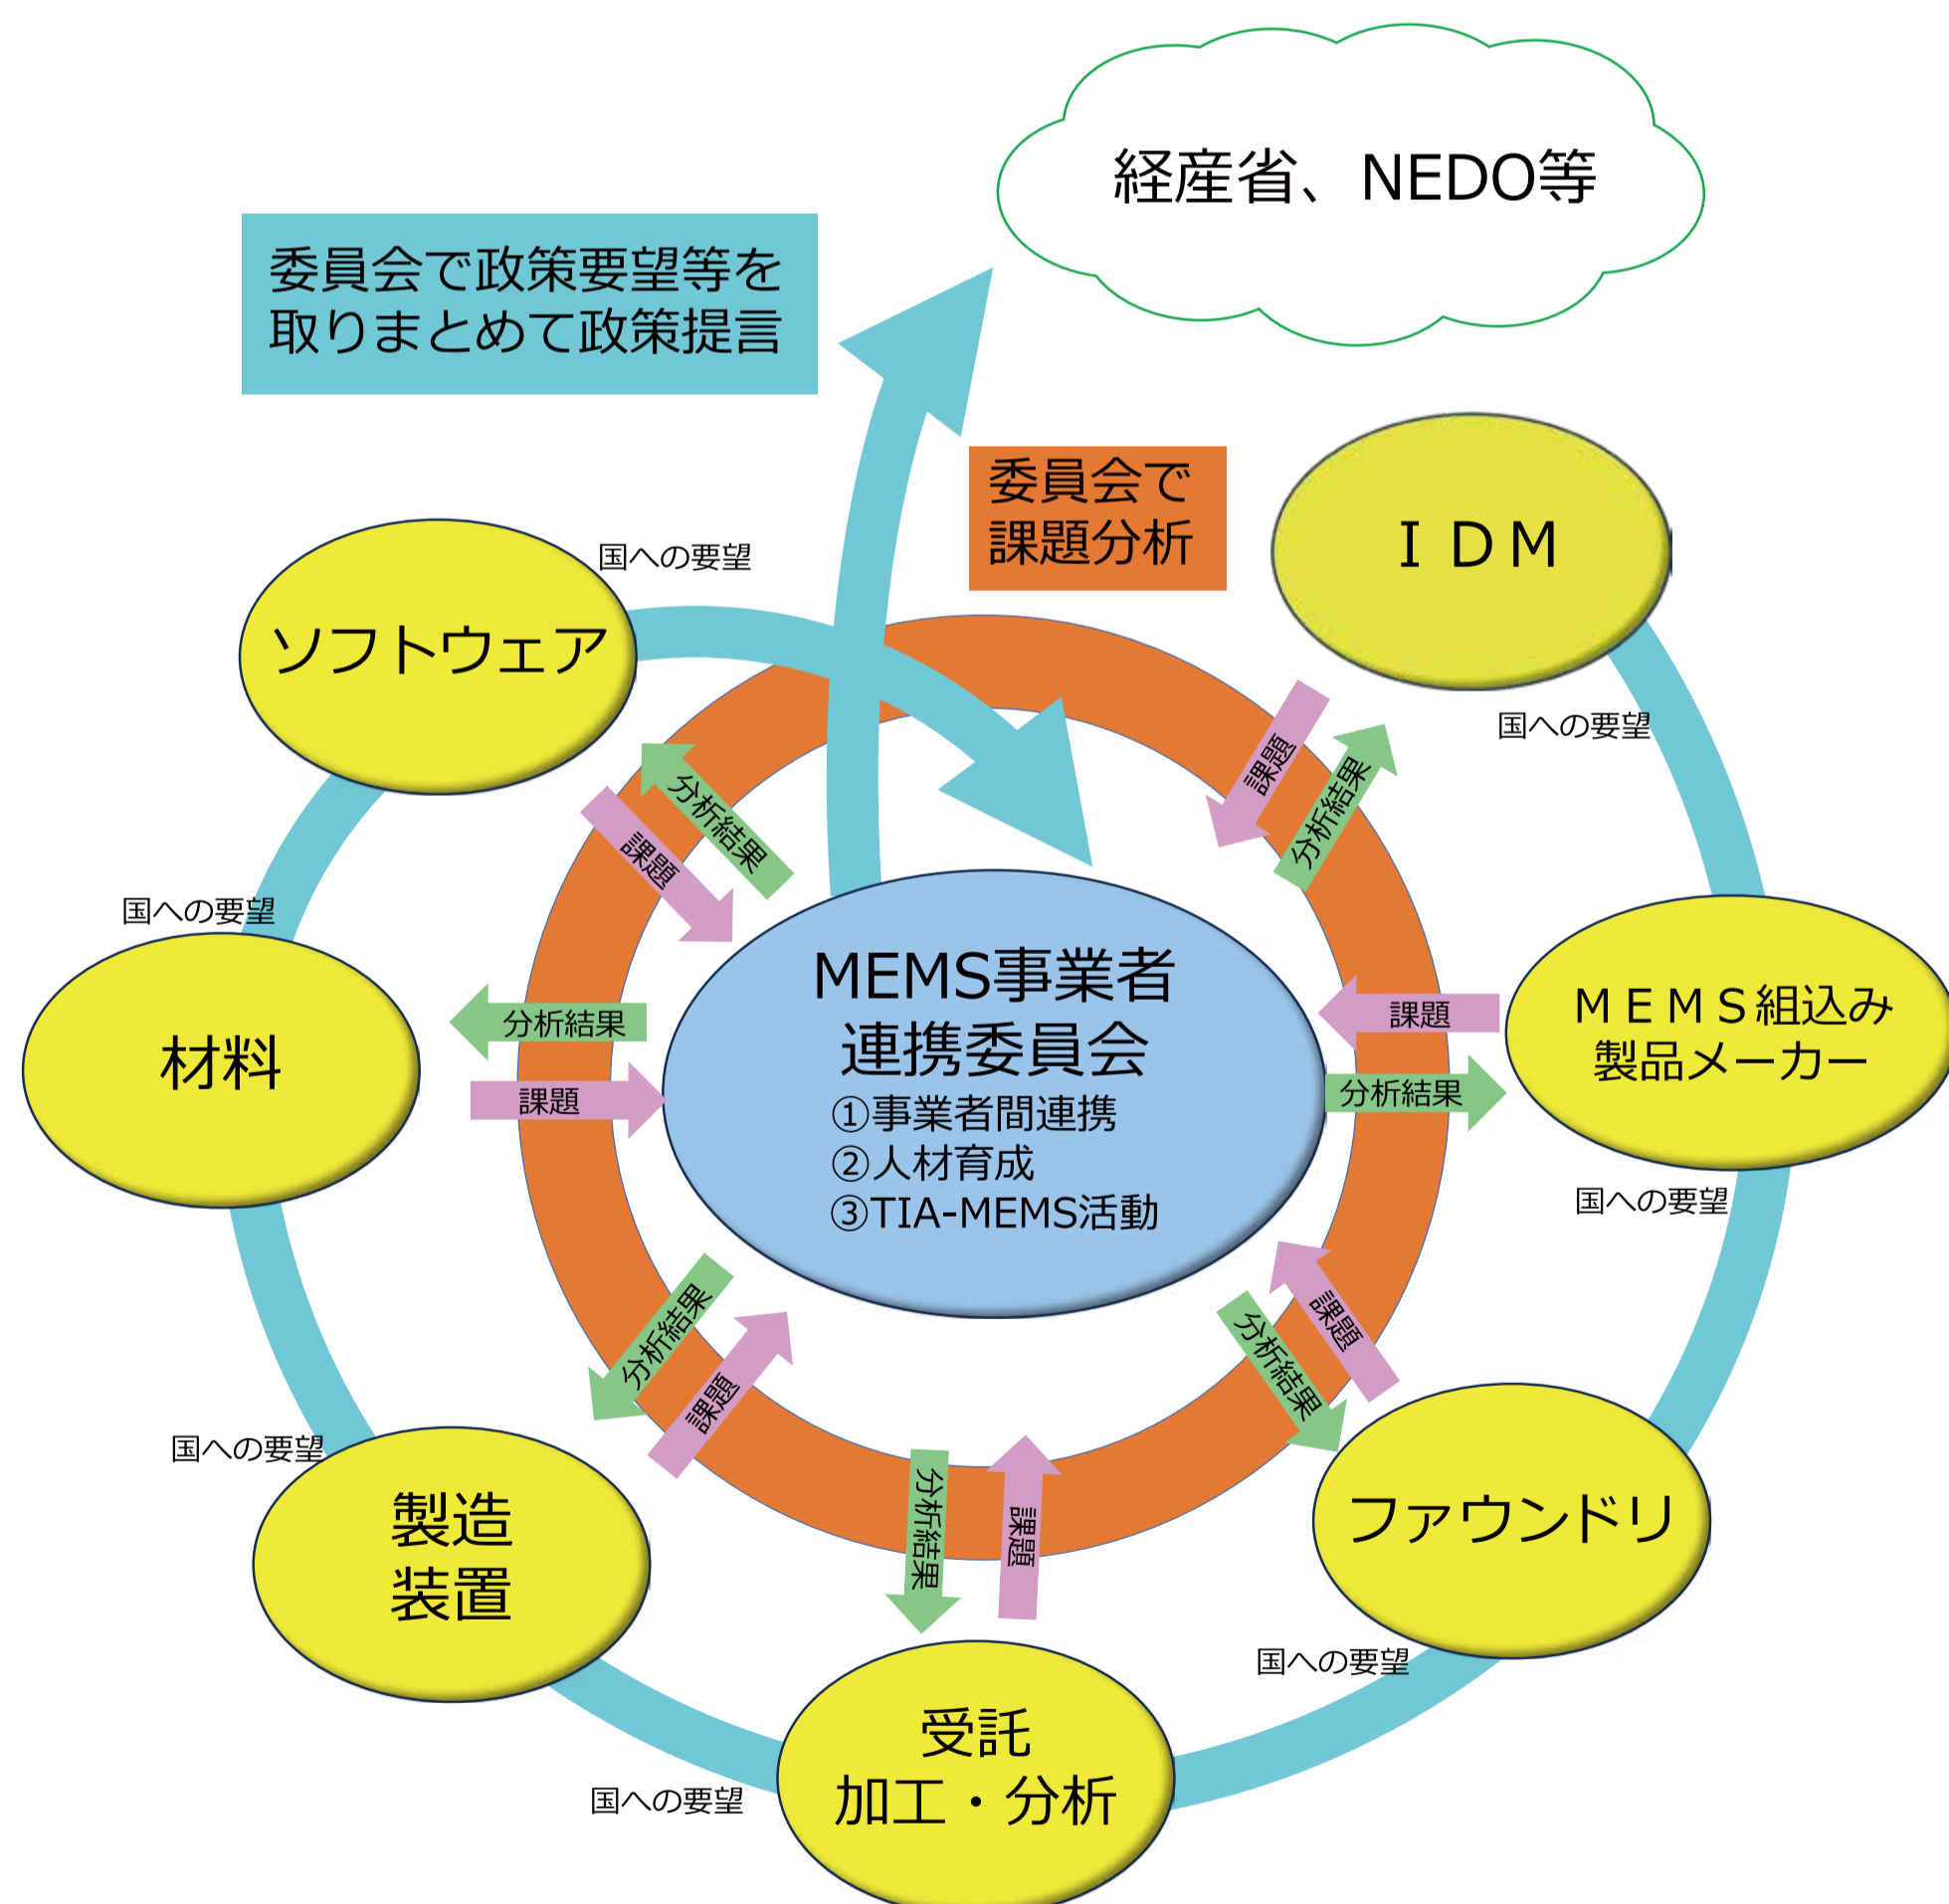 経産省、NEDO等
委員会で政策要望等を
取りまとめて政策提言
委員会で
課題分析
ＩＤＭ
国への要望
ソフトウェア
国への要望
課題
分析結果
分析結果
課題
国への要望
材料
分析結果
課題
MEMS事業者
連携委員会
①事業者間連携
②人材育成
③TIA-MEMS活動
課題
分析結果
ＭＥＭＳ組込み
製品メーカー
国への要望
分析結果
課題
課題
分析結果
国への要望
製造
装置
分析結果
課題
ファウンドリ
国への要望
国への要望
受託
加工・分析